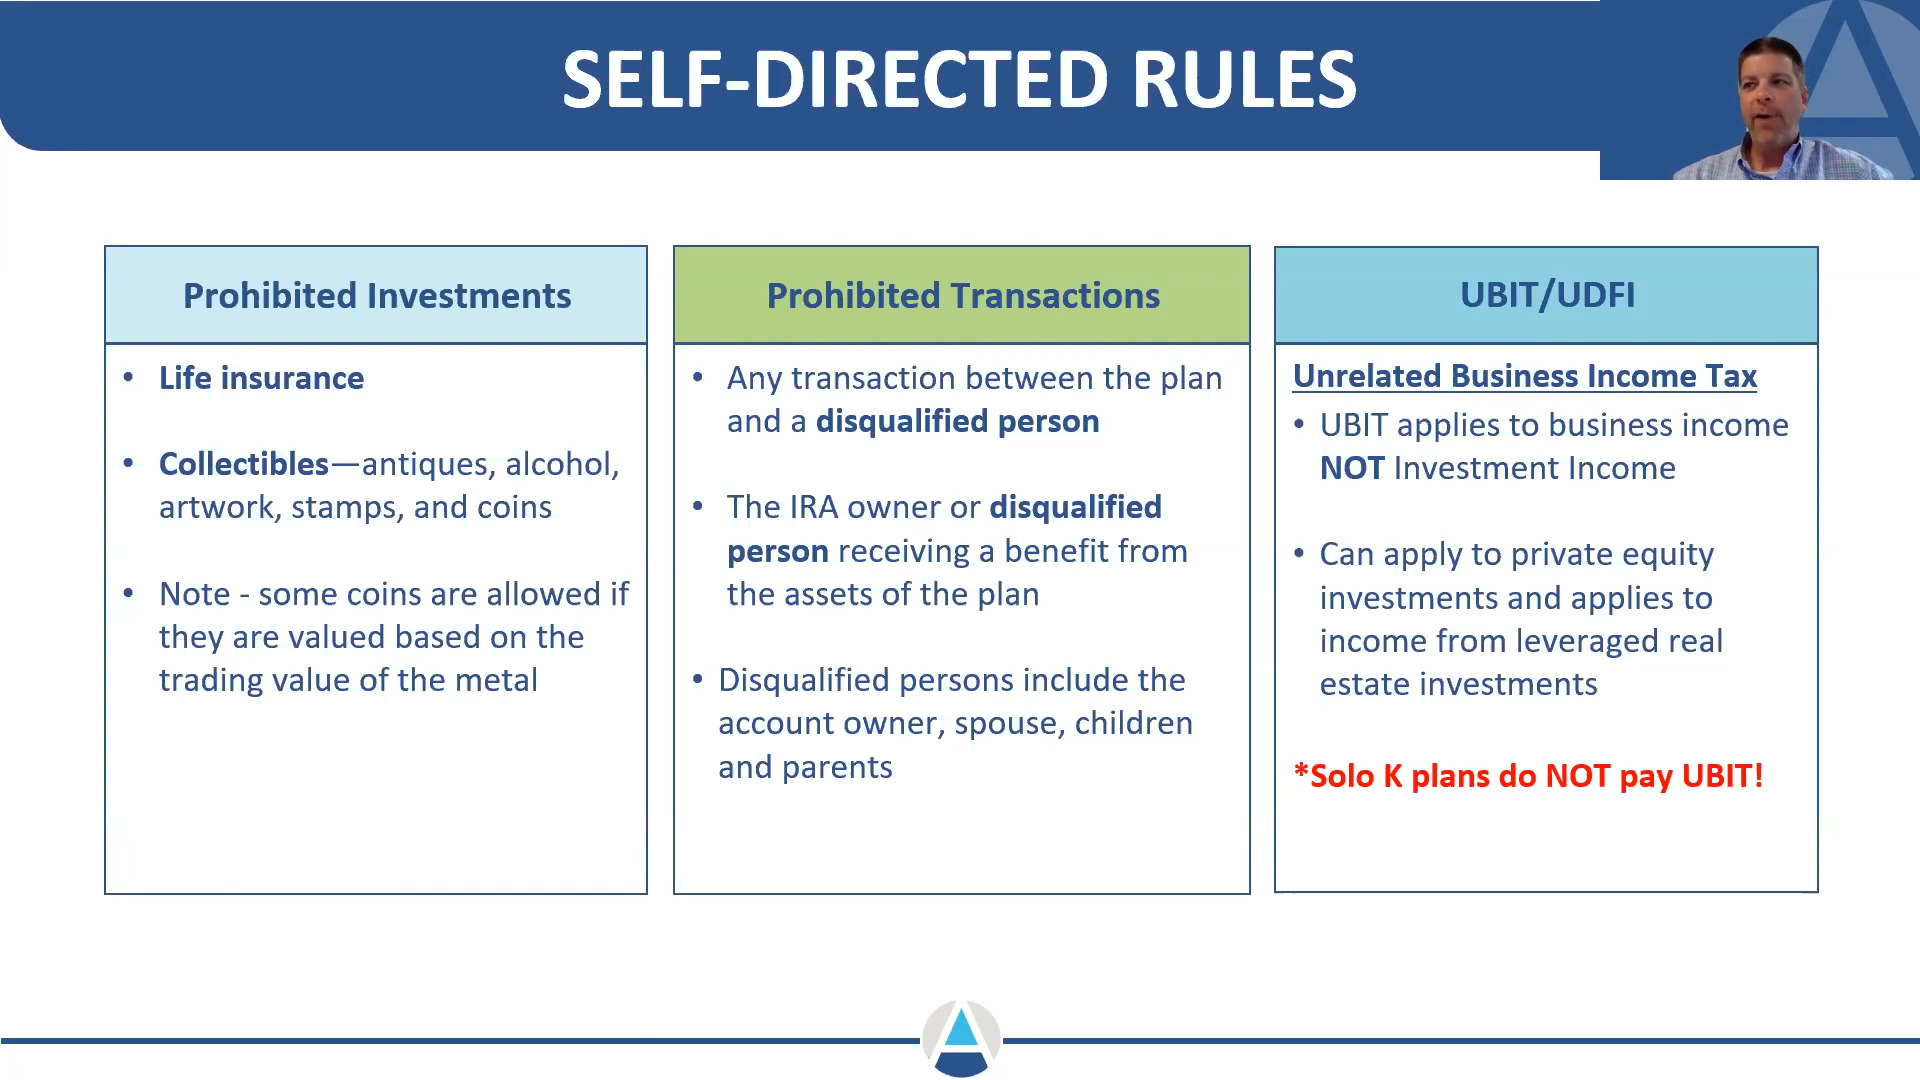 SELF-DIRECTED RULES
Prohibited Investments
• Life insurance
• Collectibles—antiques, alcohol,
artwork, stamps, and coins
• Note - some coins are allowed if
they are valued based on the
trading value of the metal
Prohibited Transactions
• Any transaction between the plan
and a disqualified person
• The IRA owner or disqualified
person receiving a benefit from
the assets of the plan
• Disqualified persons include the
account owner, spouse, children
and parents
UBIT/UDFI
Unrelated Business Income Tax
• UBIT applies to business income
NOT Investment Income
• Can apply to private equity
investments and applies to
income from leveraged real
estate investments
*Solo K plans do NOT pay UBIT!